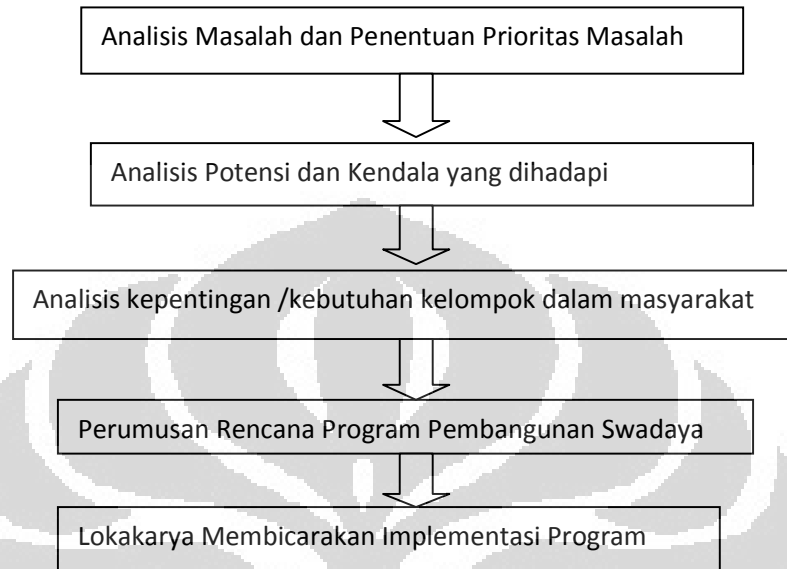 Analisis Masalah dan Penentuan Prioritas Masalah
Analisis Potensi dan Kendala yang dihadapi
Analisis kepentingan /kebutuhan kelompok dalam masyarakat
Perumusan Rencana Program Pembangunan Swadaya
Lokakarya Membicarakan Implementasi Program